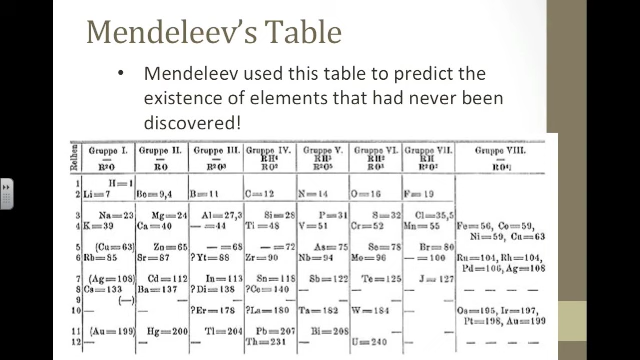 Mendeleev's Table
• Mendeleev used this table to predict the
existence of elements that had never been
discovered!
Reihen Gruppe I. Gruppe II. Gruppe III. Gruppe IV. Gruppe V. Gruppe VI. Gruppe VII. Gruppe VIII.
— — — RH⁴ RH³ RH² RH —
R²O RO R²O³ RO² R²O⁵ RO³ R²O⁷ RO⁴
1 H=1
2 Li=7 Be=9,4 B=11 C=12 N=14 O=16 F=19
3 Na=23 Mg=24 Al=27,3 Si=28 P=31 S=32 Cl=35,5
4 K=39 Ca=40 —=44 Ti=48 V=51 Cr=52 Mn=55 Fe=56, Co=59,
Ni=59, Cu=63
5 (Cu=63) Zn=65 —=68 —=72 As=75 Se=78 Br=80
6 Rb=85 Sr=87 ?Yt=88 Zr=90 Nb=94 Mo=96 —=100 Ru=104, Rh=104,
Pd=106, Ag=108
7 (Ag=108) Cd=112 In=113 Sn=118 Sb=122 Te=125 J=127
8 Cs=133 Ba=137 ?Di=138 ?Ce=140 — — — — — — —
9 (—) — — — — — —
10 — — ?Er=178 ?La=180 Ta=182 W=184 — Os=195, Ir=197,
Pt=198, Au=199
11 (Au=199) Hg=200 Tl=204 Pb=207 Bi=208 — —
12 — — — Th=231 — U=240 — — — — —